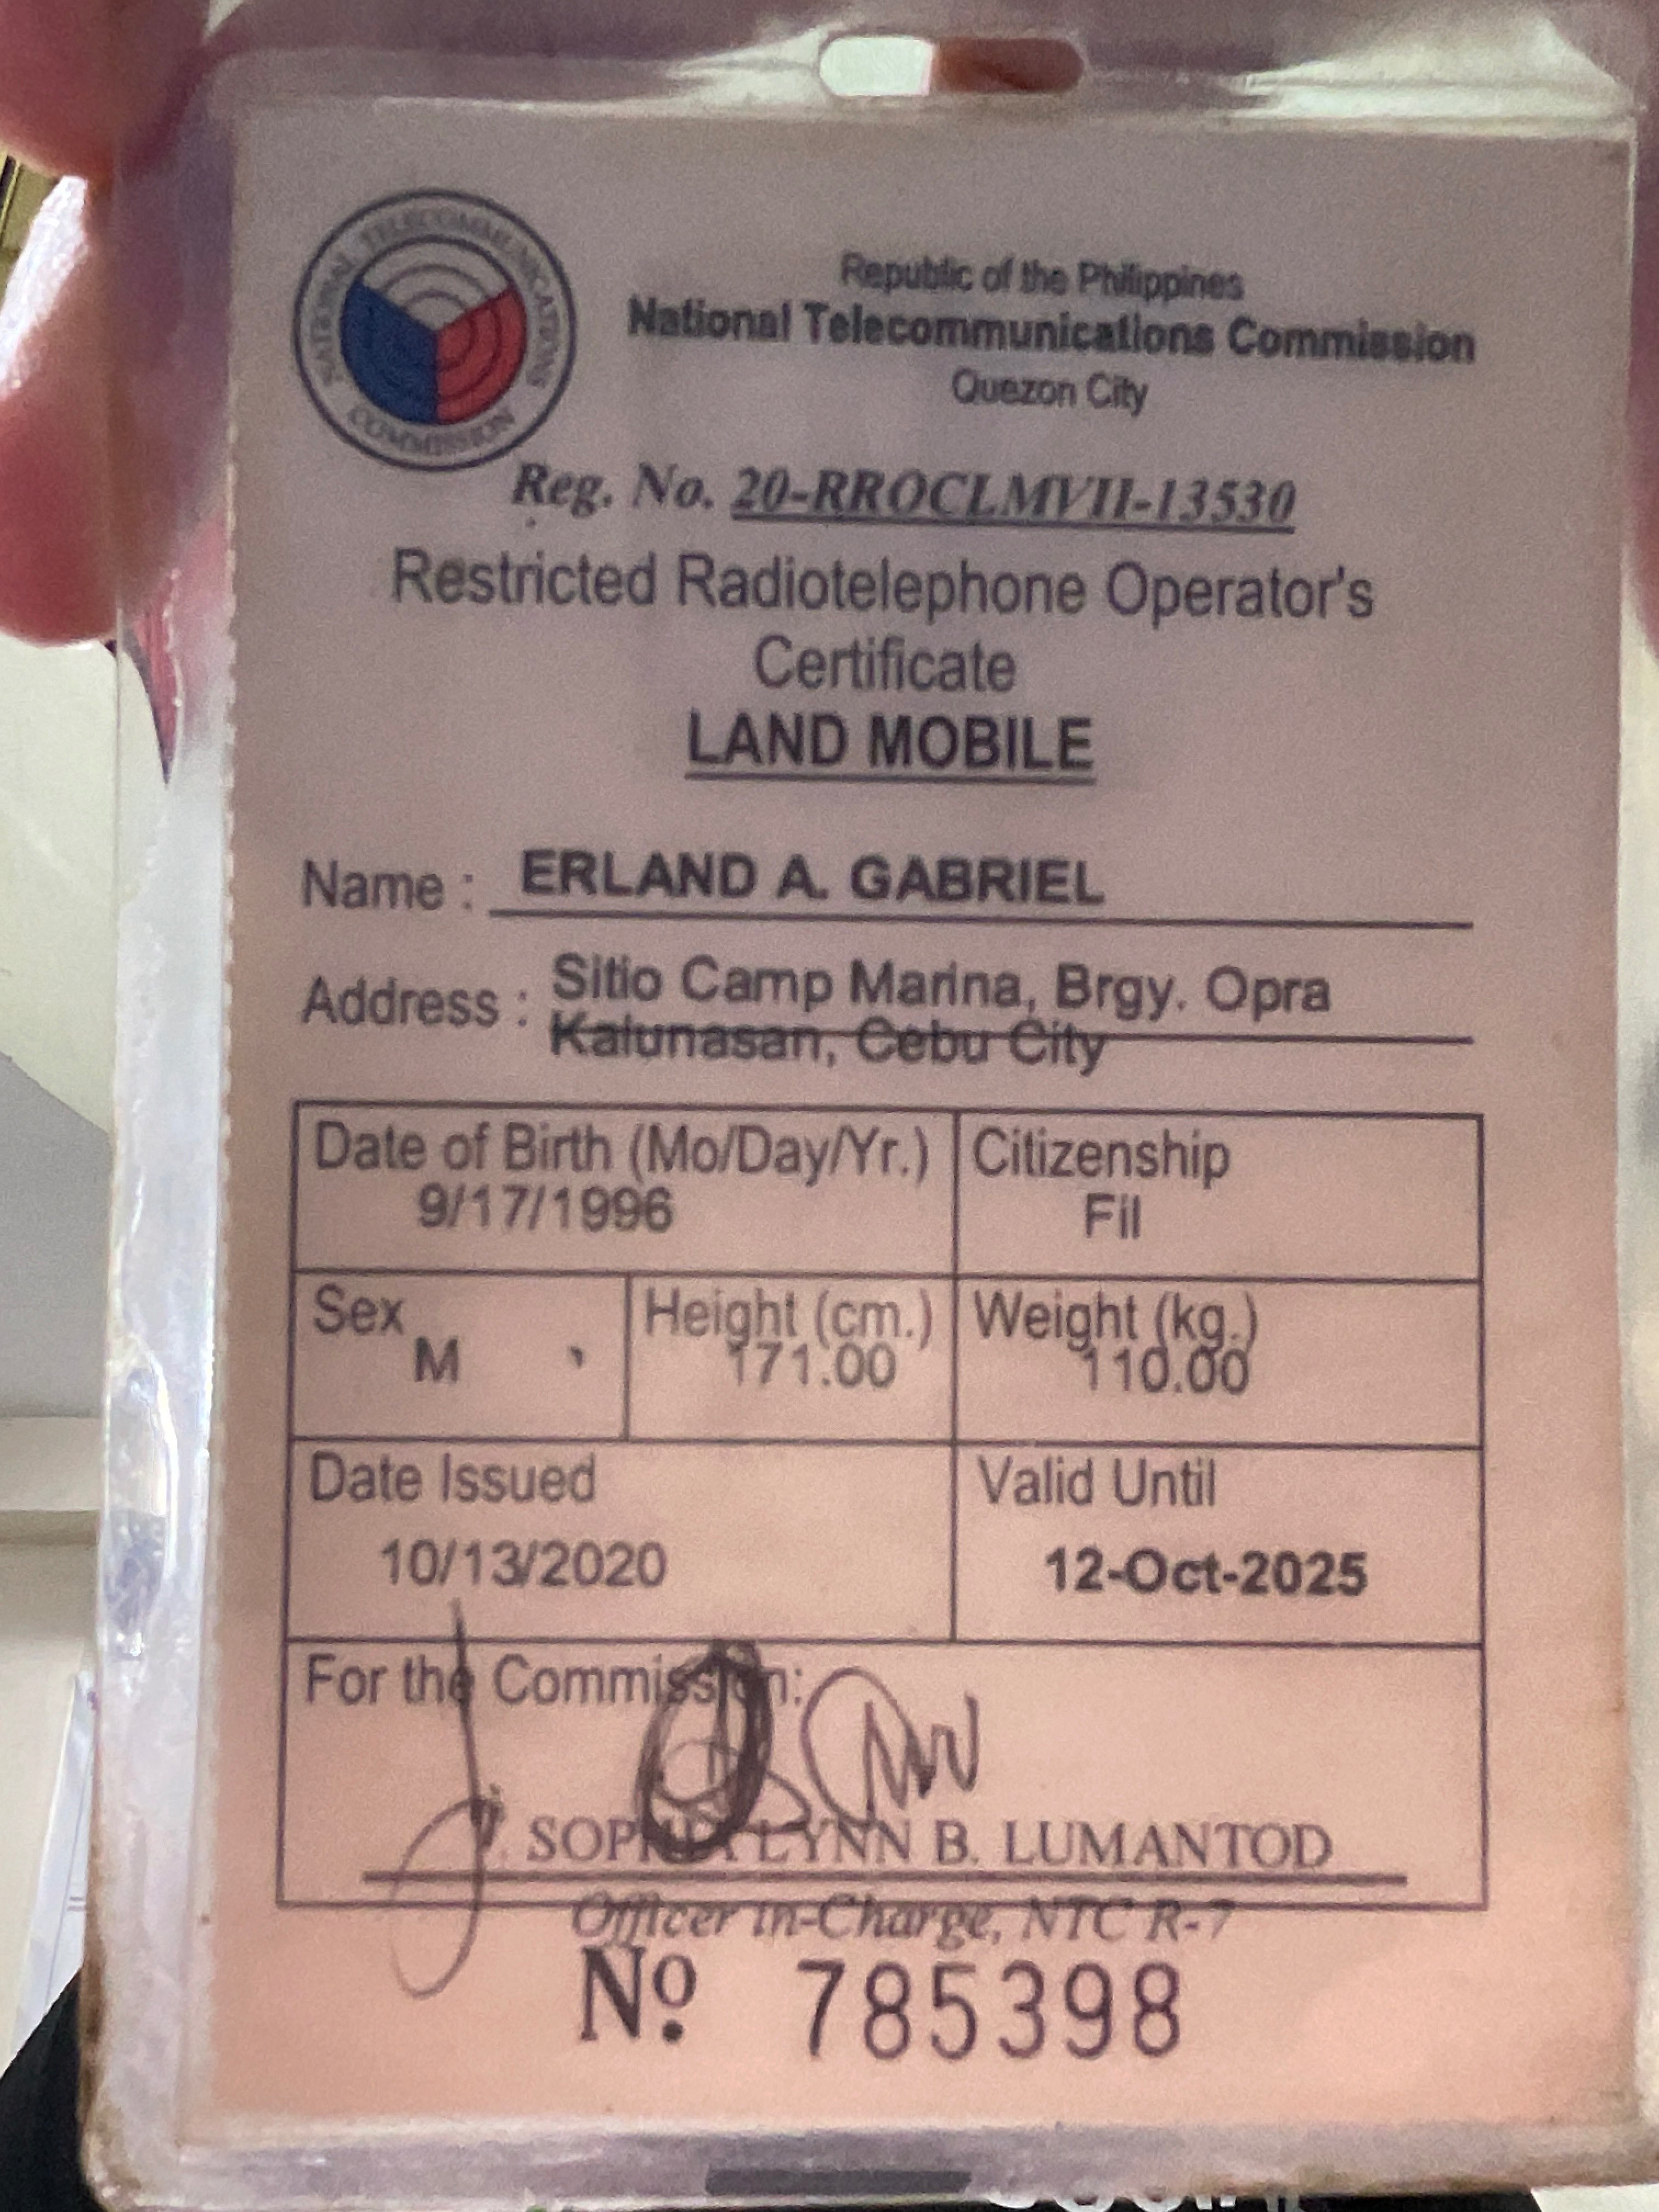 NATIONAL TELECOMMUNICATIONS COMMISSION
Republic of the Philippines
National Telecommunications Commission
Quezon City
Reg. No. 20-RROCLMVII-13530
Restricted Radiotelephone Operator's
Certificate
LAND MOBILE
Name : ERLAND A. GABRIEL
Address : Sitio Camp Marina, Brgy. Opra
Kalunasan, Cebu City
Date of Birth (Mo/Day/Yr.) Citizenship
9/17/1996 Fil
Sex Height (cm.) Weight (kg.)
M 171.00 110.00
Date Issued Valid Until
10/13/2020 12-Oct-2025
For the Commission:
SOPHIA LYNN B. LUMANTOD
Officer in-Charge, NTC R-7
No. 785398